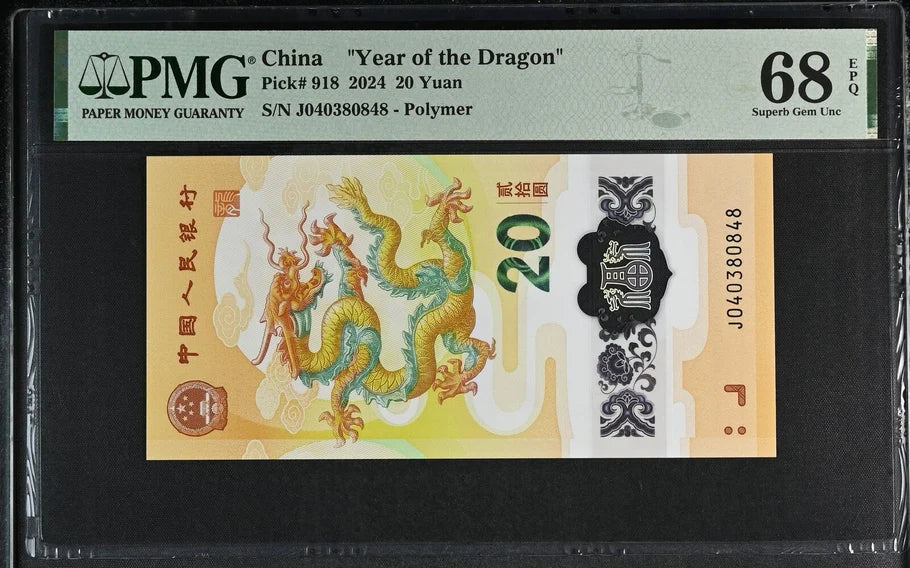 PMG®
PAPER MONEY GUARANTY
China "Year of the Dragon"
Pick# 918 2024 20 Yuan
S/N J040380848 - Polymer
68
EPQ
Superb Gem Unc
中国人民银行
贰拾圆
20
J040380848